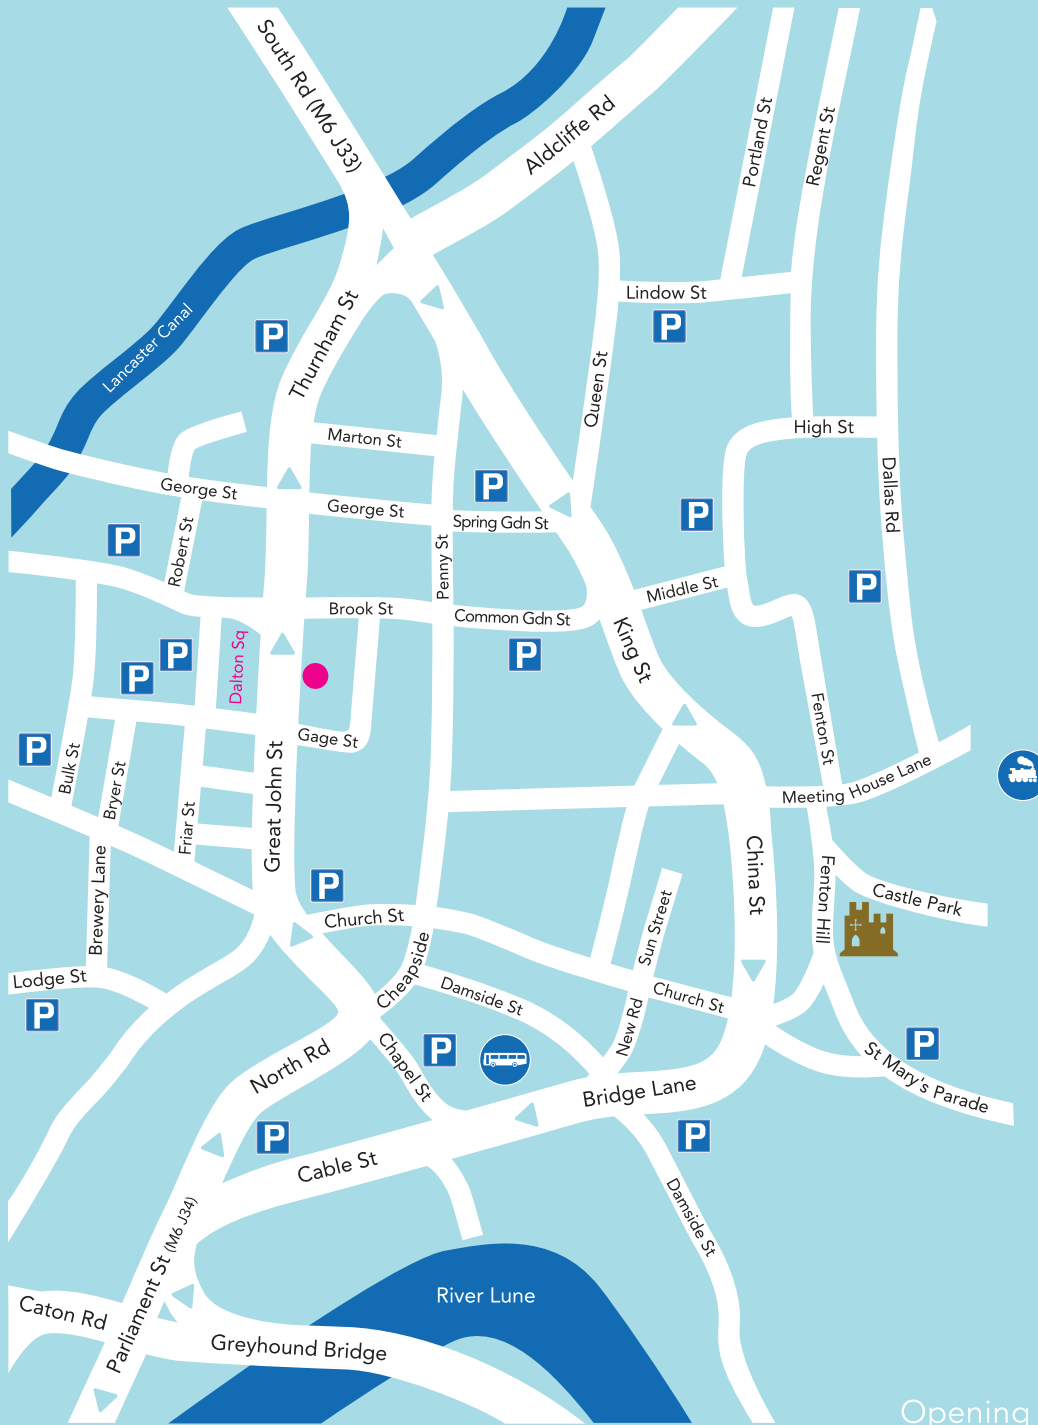 South Rd (M6 J33)
Aldcliffe Rd
Portland St
Regent St
Lindow St
P
Lancaster Canal
P
Thurnham St
Queen St
High St
Marton St
Dallas Rd
George St
George St
P
Spring Gdn St
P
P
Robert St
Penny St
P
Middle St
Brook St
Common Gdn St
P
P
P
Dalton Sq
King St
Fenton St
Gage St
P
Bulk St
Bryer St
Meeting House Lane
Great John St
Friar St
China St
P
Castle Park
Brewery Lane
Church St
Fenton Hill
Sun Street
Cheapside
Lodge St
Damside St
Church St
P
New Rd
P
P
St Mary's Parade
North Rd
Chapel St
Bridge Lane
P
P
Cable St
Damside St
Parliament St (M6 J34)
River Lune
Caton Rd
Greyhound Bridge
Opening